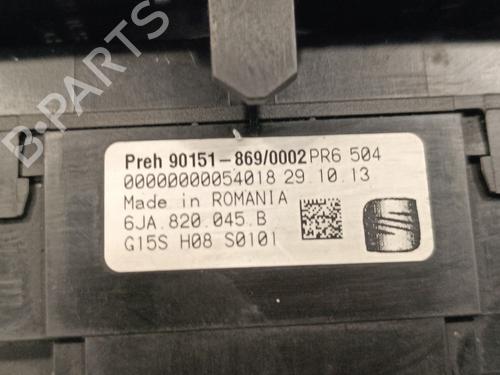 Preh 90151-869/0002 PR6 504
00000000054018 29.10.13
Made in ROMANIA
6JA.820.045.B
G15S H08 S0101
B-PARTS